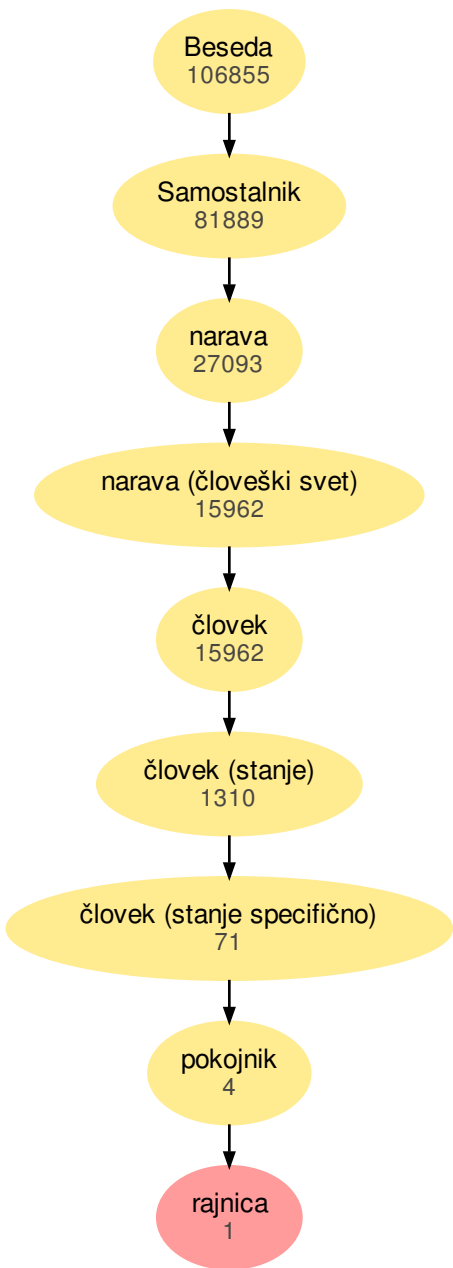 Beseda
106855
Samostalnik
81889
narava
27093
narava (človeški svet)
15962
človek
15962
človek (stanje)
1310
človek (stanje specifično)
71
pokojnik
4
rajnica
1